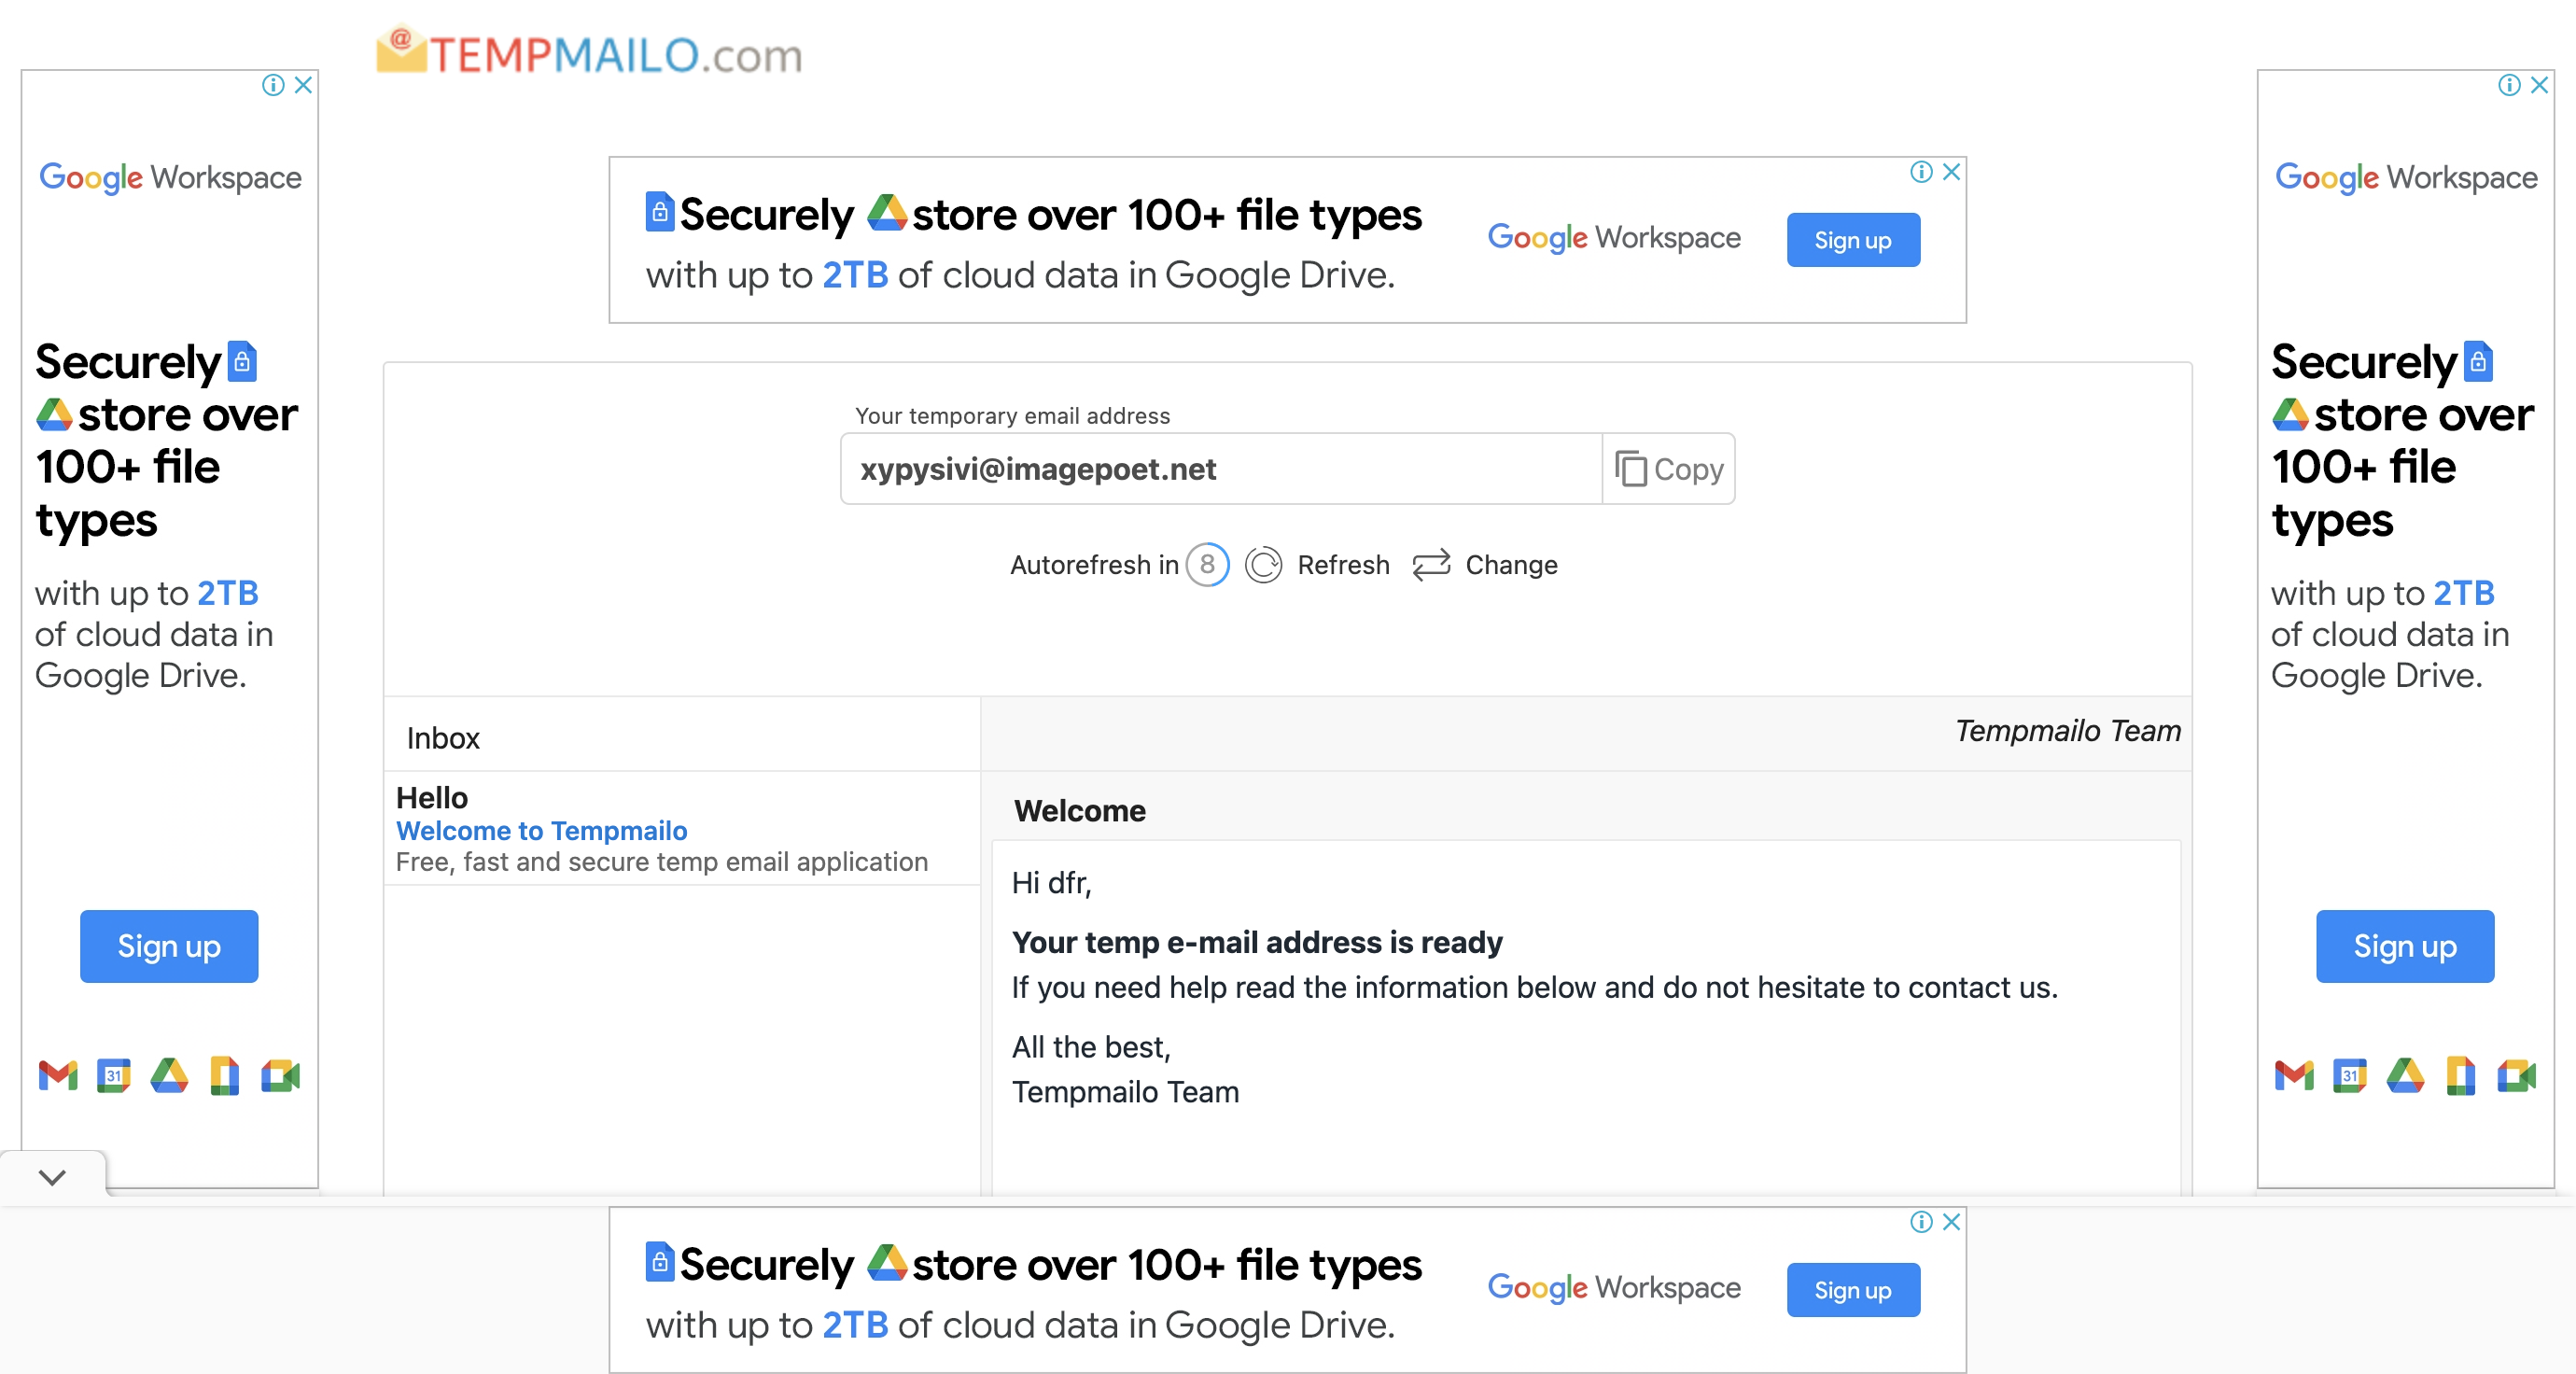 TEMPMAILO.com
Google Workspace
Securely
store over
100+ file
types
with up to 2TB
of cloud data in
Google Drive.
Sign up
31
Securely store over 100+ file types
with up to 2TB of cloud data in Google Drive.
Google Workspace
Sign up
Your temporary email address
xypysivi@imagepoet.net
Copy
Autorefresh in 8 Refresh Change
Inbox
Hello
Welcome to Tempmailo
Free, fast and secure temp email application
Tempmailo Team
Welcome
Hi dfr,
Your temp e-mail address is ready
If you need help read the information below and do not hesitate to contact us.
All the best,
Tempmailo Team
Google Workspace
Securely
store over
100+ file
types
with up to 2TB
of cloud data in
Google Drive.
Sign up
31
Securely store over 100+ file types
with up to 2TB of cloud data in Google Drive.
Google Workspace
Sign up